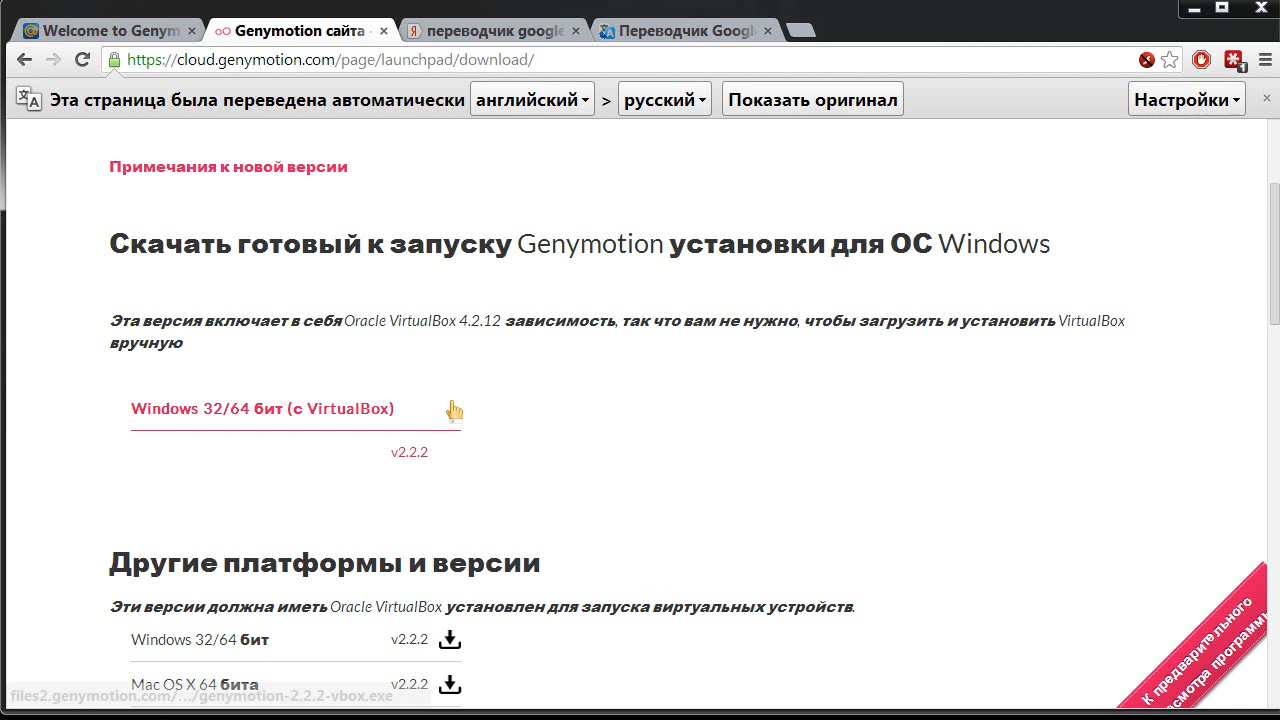 Welcome to Genym
Genymotion сайта
переводчик google
Переводчик Googl
https://cloud.genymotion.com/page/launchpad/download/
1
Эта страница была переведена автоматически английский > русский Показать оригинал Настройки
Примечания к новой версии
Скачать готовый к запуску Genymotion установки для ОС Windows
Эта версия включает в себя Oracle VirtualBox 4.2.12 зависимость, так что вам не нужно, чтобы загрузить и установить VirtualBox
вручную
Windows 32/64 бит (с VirtualBox)
v2.2.2
Другие платформы и версии
Эти версии должна иметь Oracle VirtualBox установлен для запуска виртуальных устройств.
Windows 32/64 бит v2.2.2
Mac OS X 64 бита v2.2.2
files2.genymotion.com/.../genymotion-2.2.2-vbox.exe
К предварительного
смотра программы